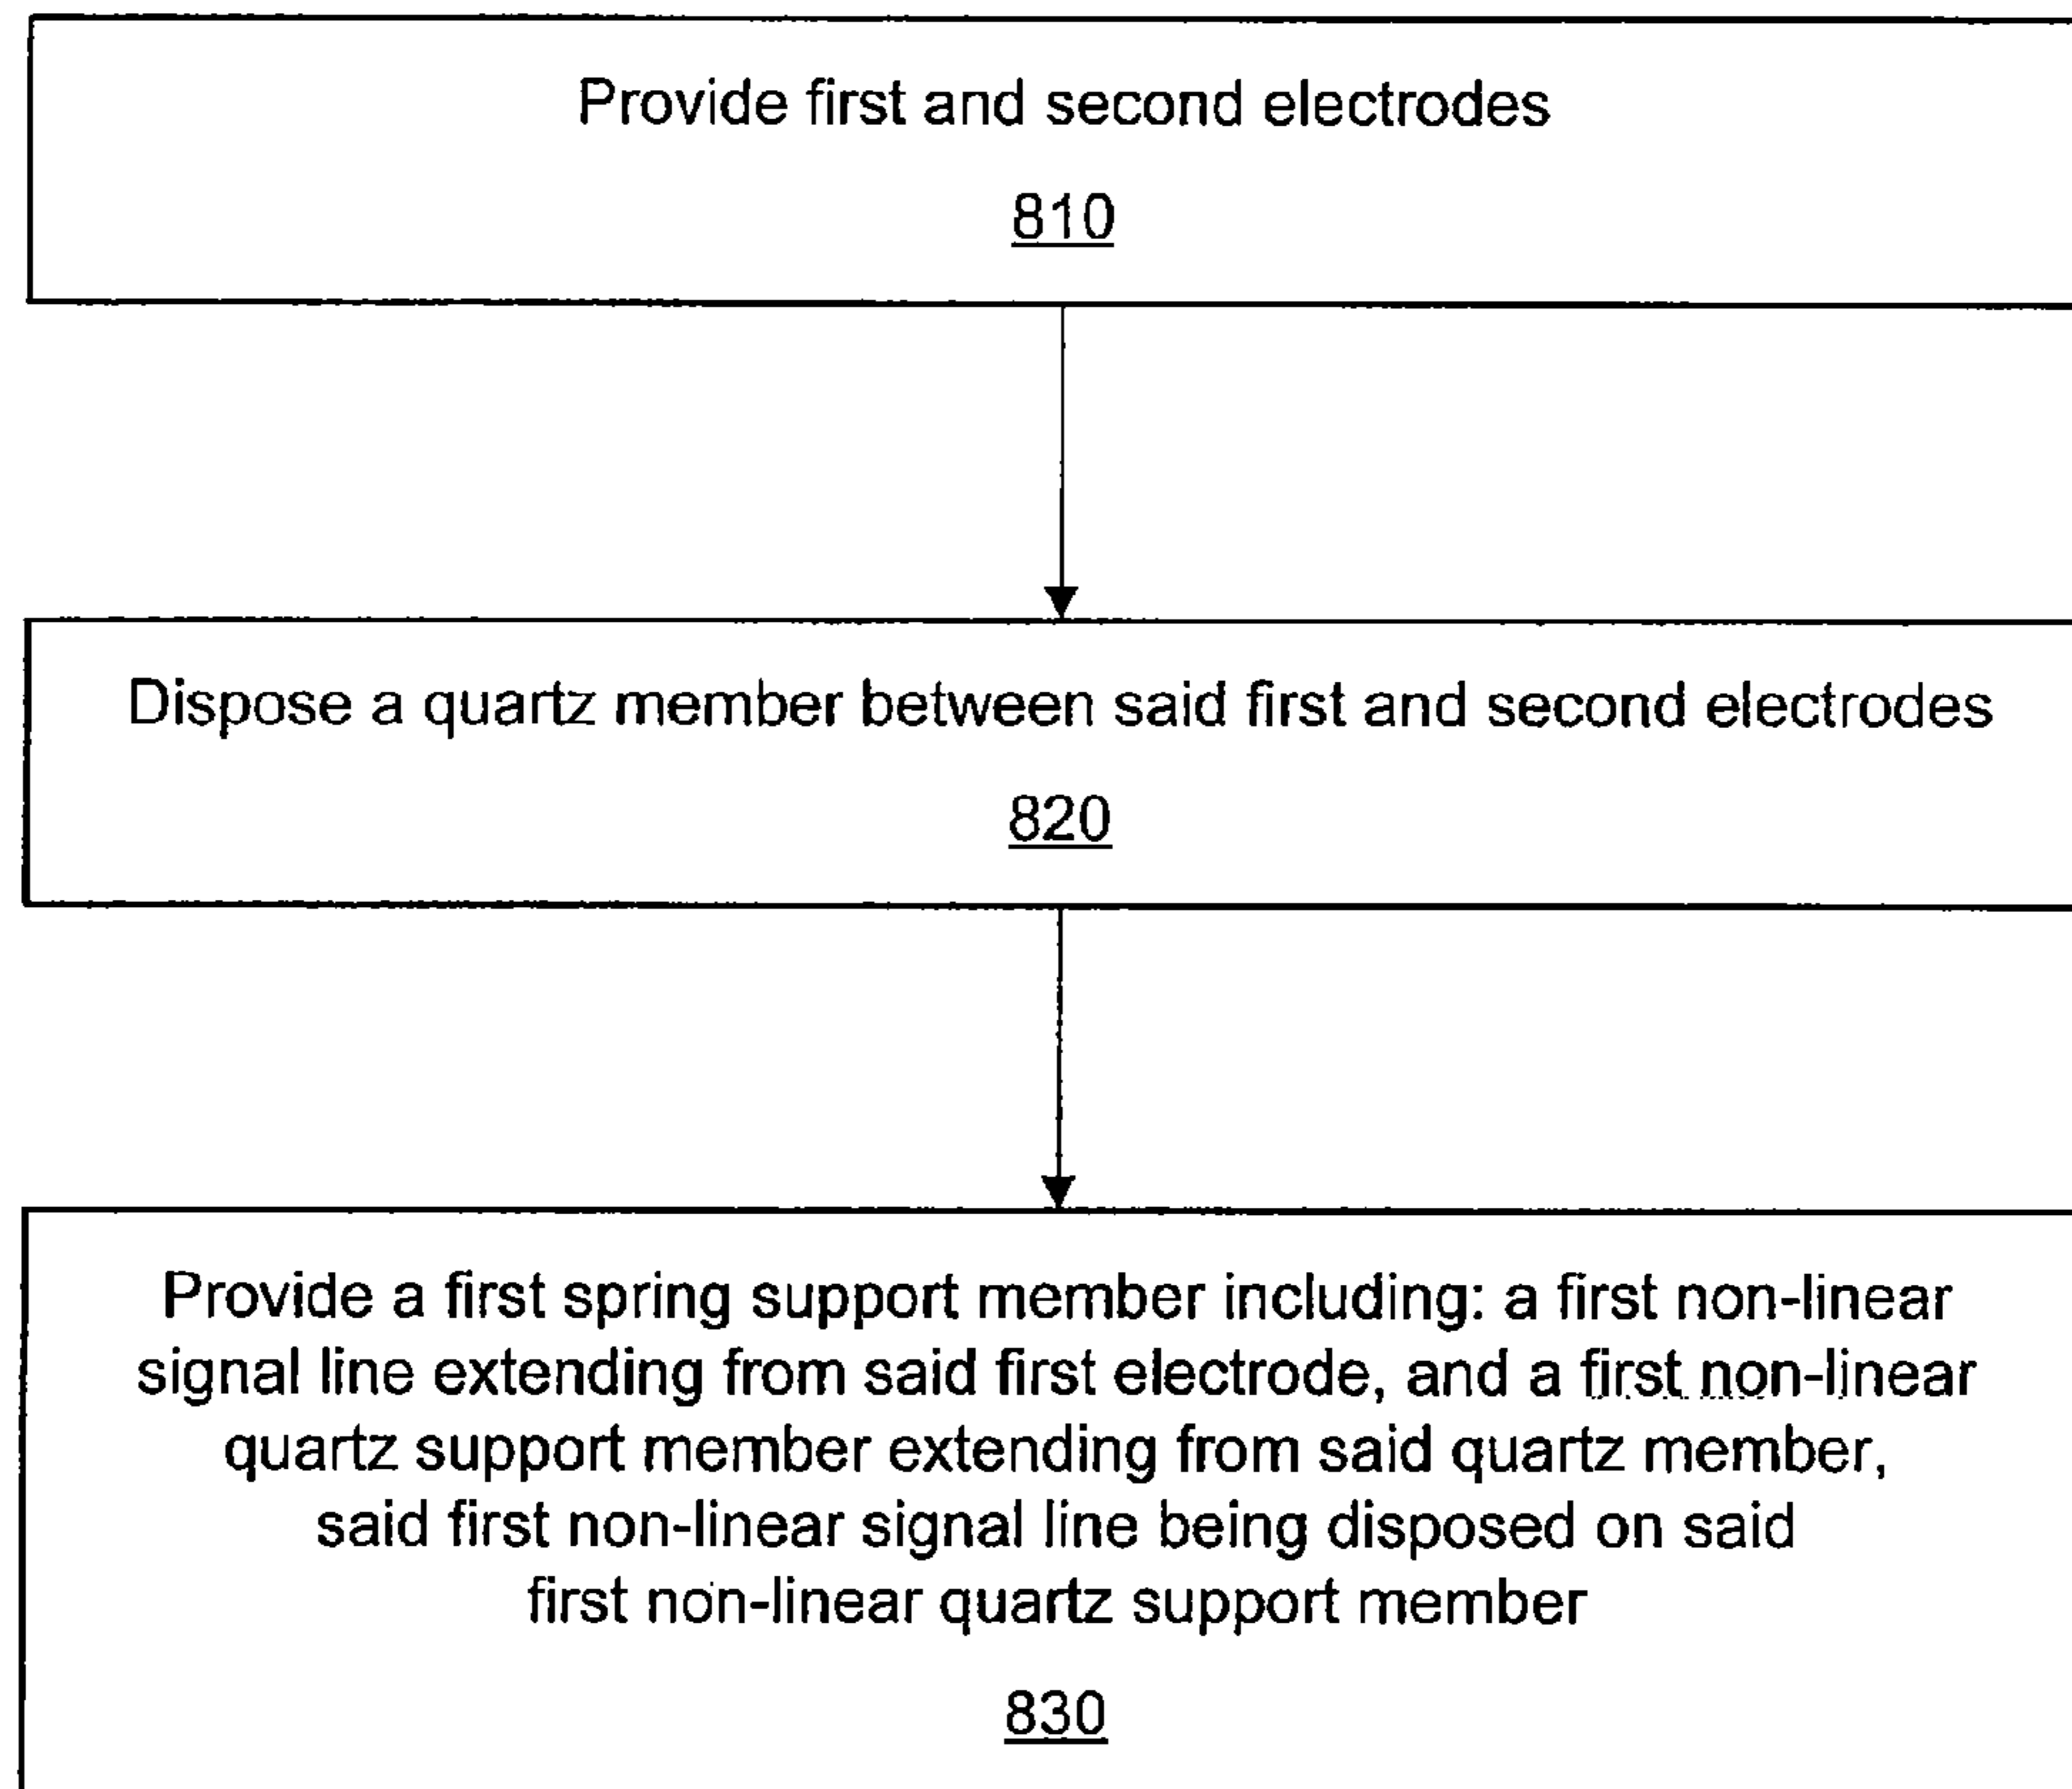 Provide first and second electrodes
810
Dispose a quartz member between said first and second electrodes
820
Provide a first spring support member including: a first non-linear
signal line extending from said first electrode, and a first non-linear
quartz support member extending from said quartz member,
said first non-linear signal line being disposed on said
first non-linear quartz support member
830